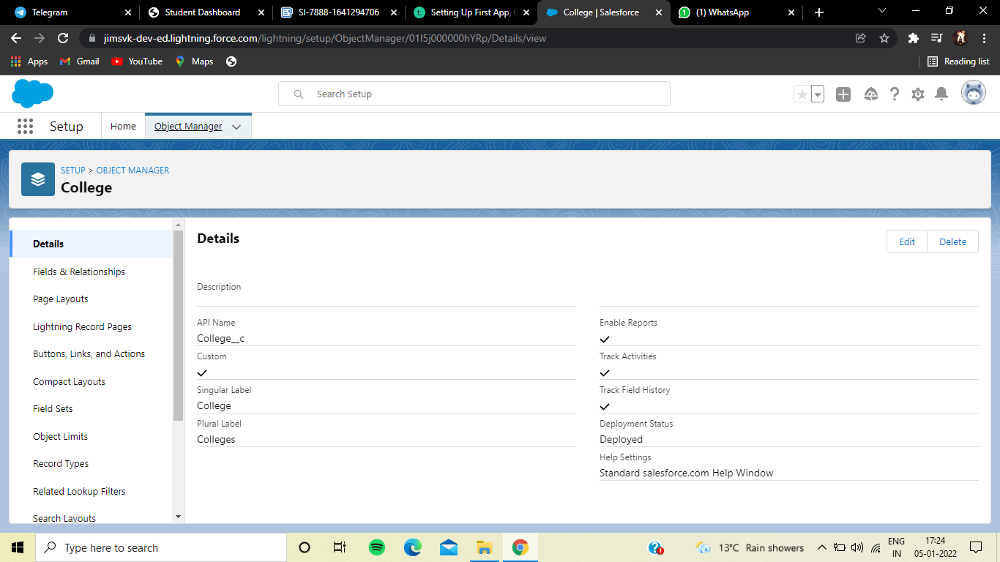 Telegram
Student Dashboard
SI-7888-1641294706
Setting Up First App,
College | Salesforce
(1) WhatsApp
jimsvk-dev-ed.lightning.force.com/lightning/setup/ObjectManager/01I5j000000hYRp/Details/view
Apps
Gmail
YouTube
Maps
Reading list
Search Setup
Setup
Home
Object Manager
SETUP > OBJECT MANAGER
College
Details
Fields & Relationships
Page Layouts
Lightning Record Pages
Buttons, Links, and Actions
Compact Layouts
Field Sets
Object Limits
Record Types
Related Lookup Filters
Search Layouts
Details
Edit
Delete
Description
API Name
College__c
Custom
Singular Label
College
Plural Label
Colleges
Enable Reports
Track Activities
Track Field History
Deployment Status
Deployed
Help Settings
Standard salesforce.com Help Window
Type here to search
13°C Rain showers
ENG
IN
17:24
05-01-2022